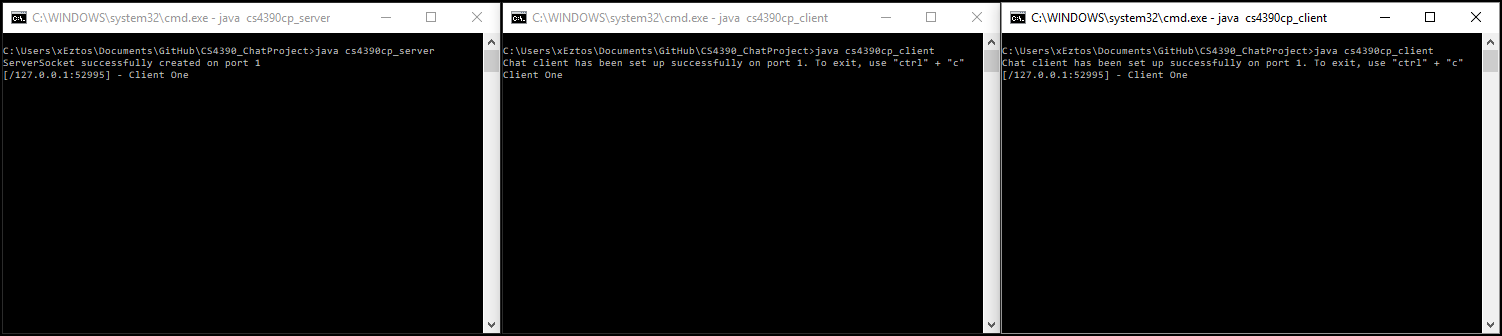 C:\WINDOWS\system32\cmd.exe - java  cs4390cp_server
C:\Users\xEztos\Documents\GitHub\CS4390_ChatProject>java cs4390cp_server
ServerSocket successfully created on port 1
[/127.0.0.1:52995] - Client One
C:\WINDOWS\system32\cmd.exe - java  cs4390cp_client
C:\Users\xEztos\Documents\GitHub\CS4390_ChatProject>java cs4390cp_client
Chat client has been set up successfully on port 1. To exit, use "ctrl" + "c"
Client One
C:\WINDOWS\system32\cmd.exe - java  cs4390cp_client
C:\Users\xEztos\Documents\GitHub\CS4390_ChatProject>java cs4390cp_client
Chat client has been set up successfully on port 1. To exit, use "ctrl" + "c"
[/127.0.0.1:52995] - Client One